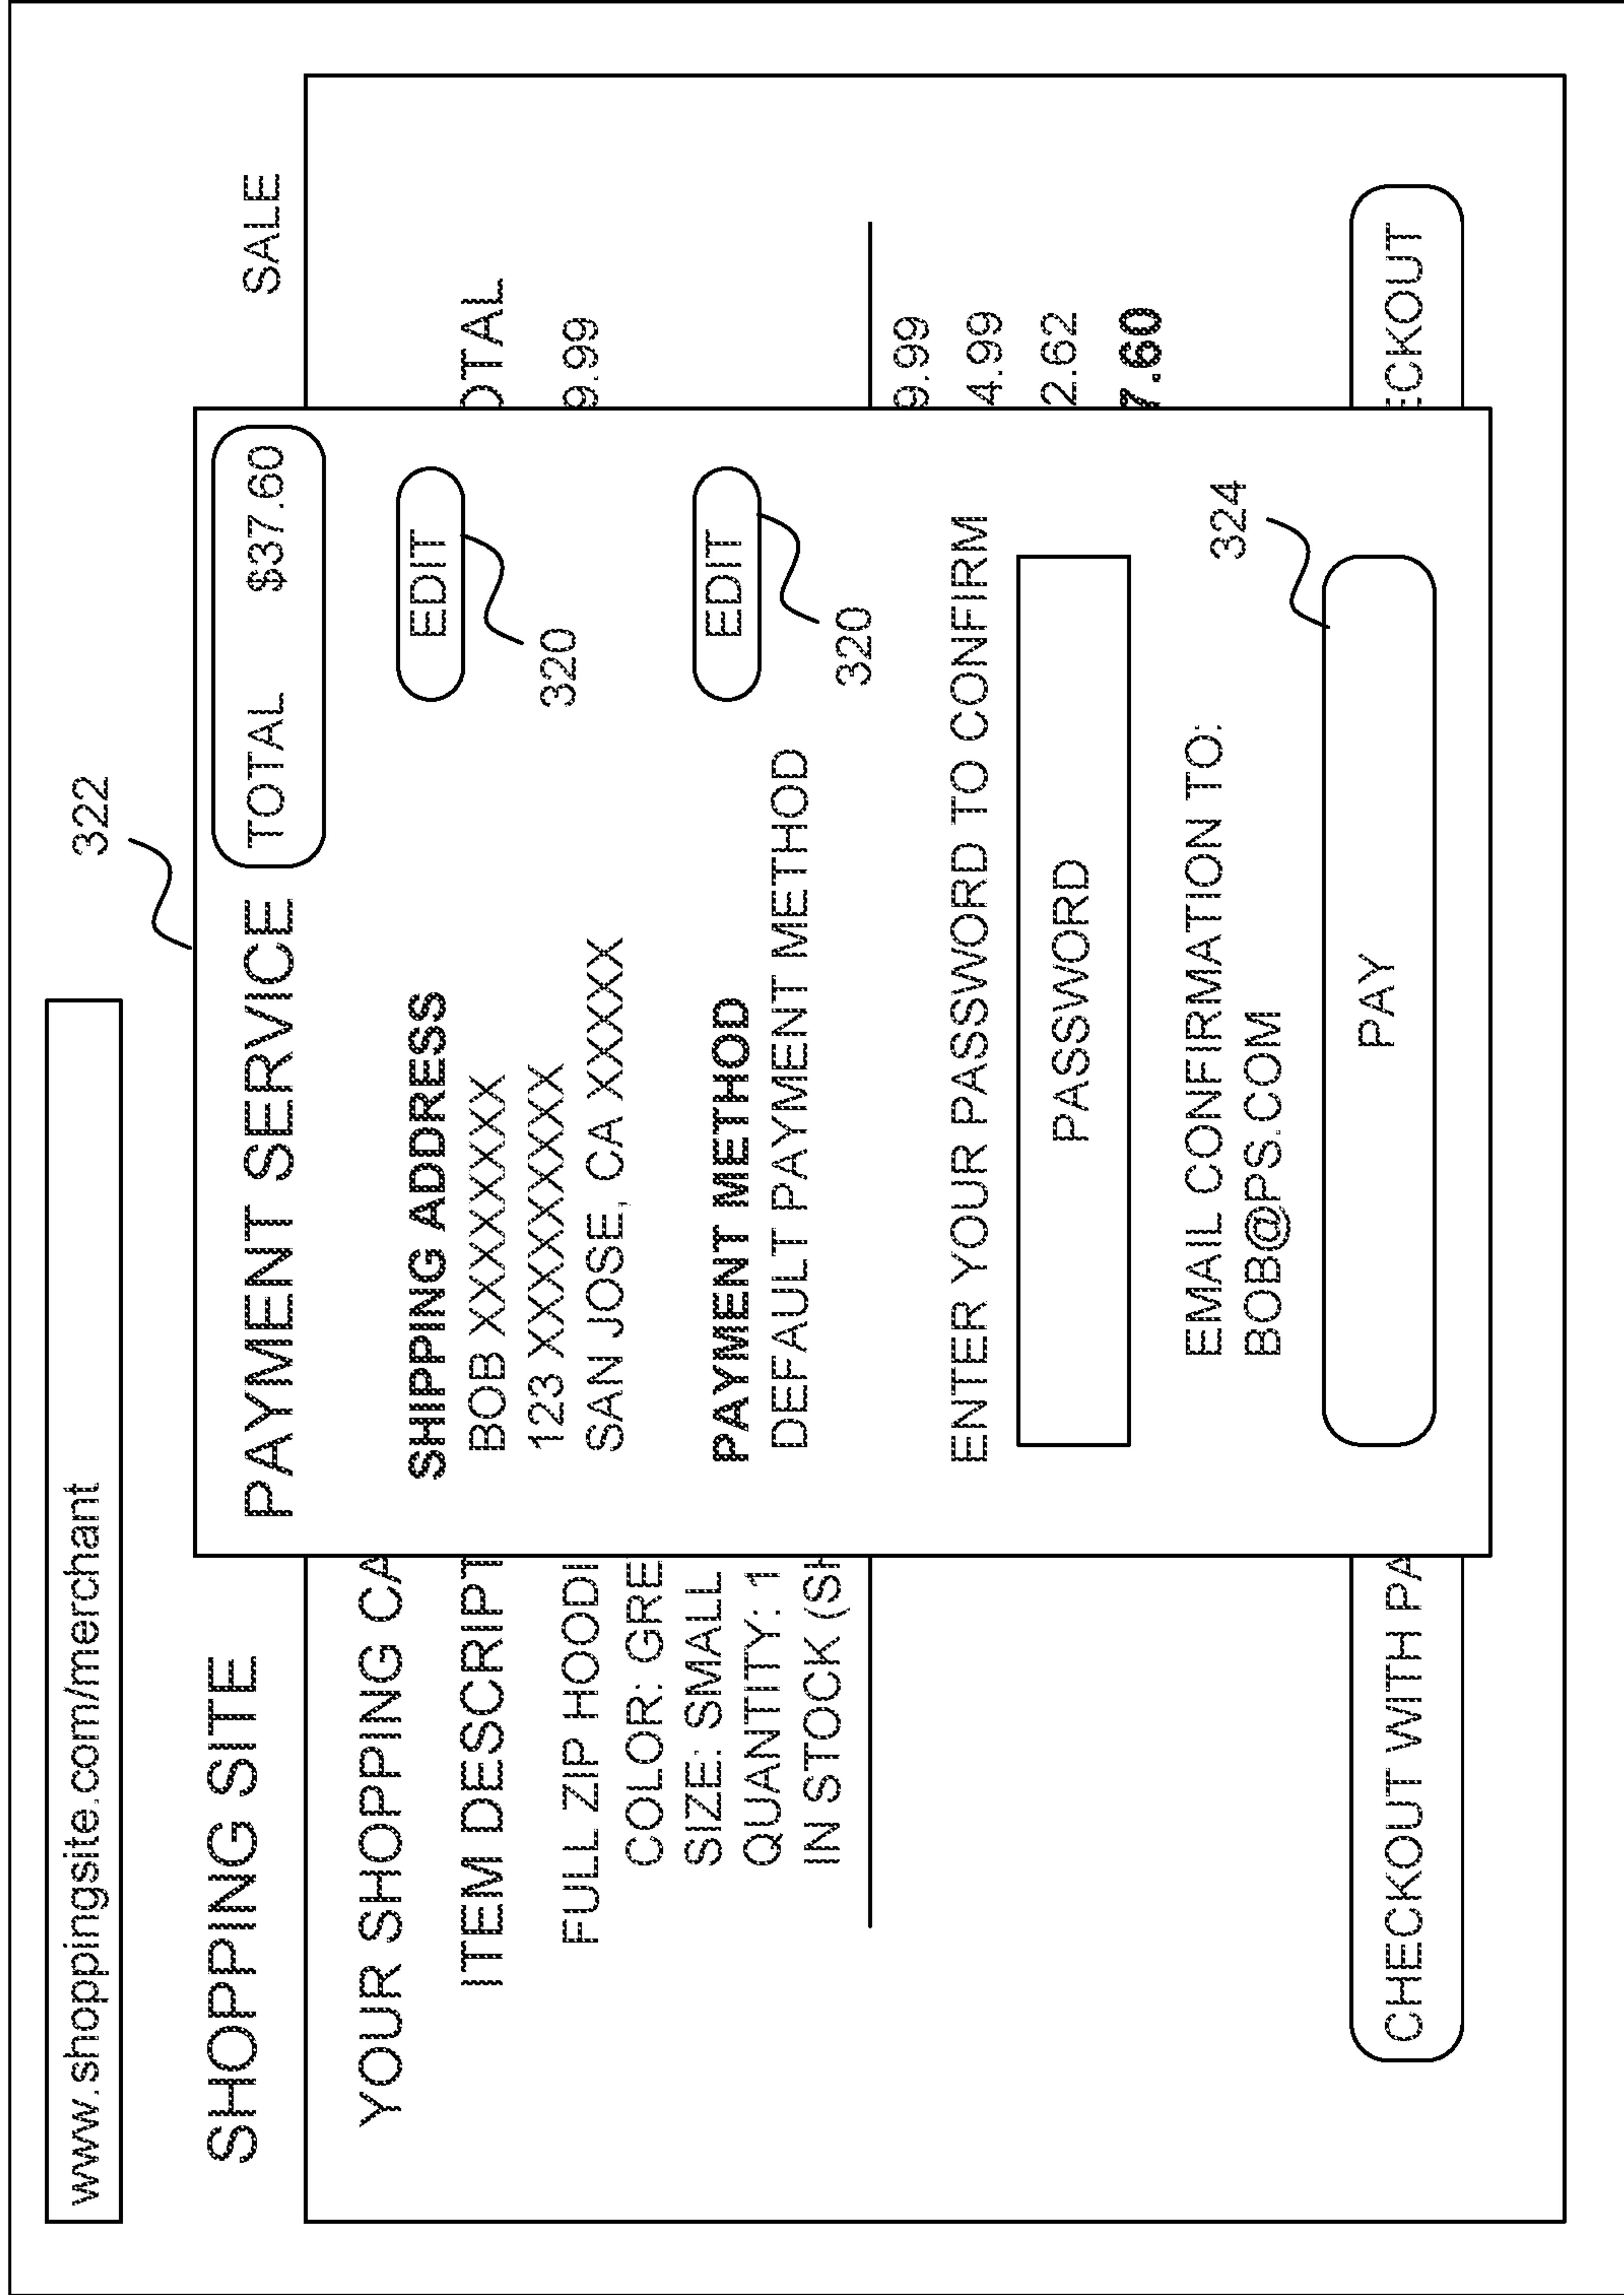 www.shoppingsite.com/merchant
322
SHOPPING SITE
SALE
PAYMENT SERVICE
TOTAL $37.60
YOUR SHOPPING CA
SHIPPING ADDRESS
EDIT
BOB XXXXXXXXX
123 XXXXXXXXX
SAN JOSE, CA XXXXX
320
ITEM DESCRIPT
OTAL
FULL ZIP HOODI
9.99
COLOR: GRE
SIZE: SMALL
QUANTITY: 1
IN STOCK (SH
PAYMENT METHOD
EDIT
DEFAULT PAYMENT METHOD
320
9.99
4.99
2.62
7.60
ENTER YOUR PASSWORD TO CONFIRM
PASSWORD
EMAIL CONFIRMATION TO:
BOB@PS.COM
324
PAY
CHECKOUT WITH PA
ECKOUT